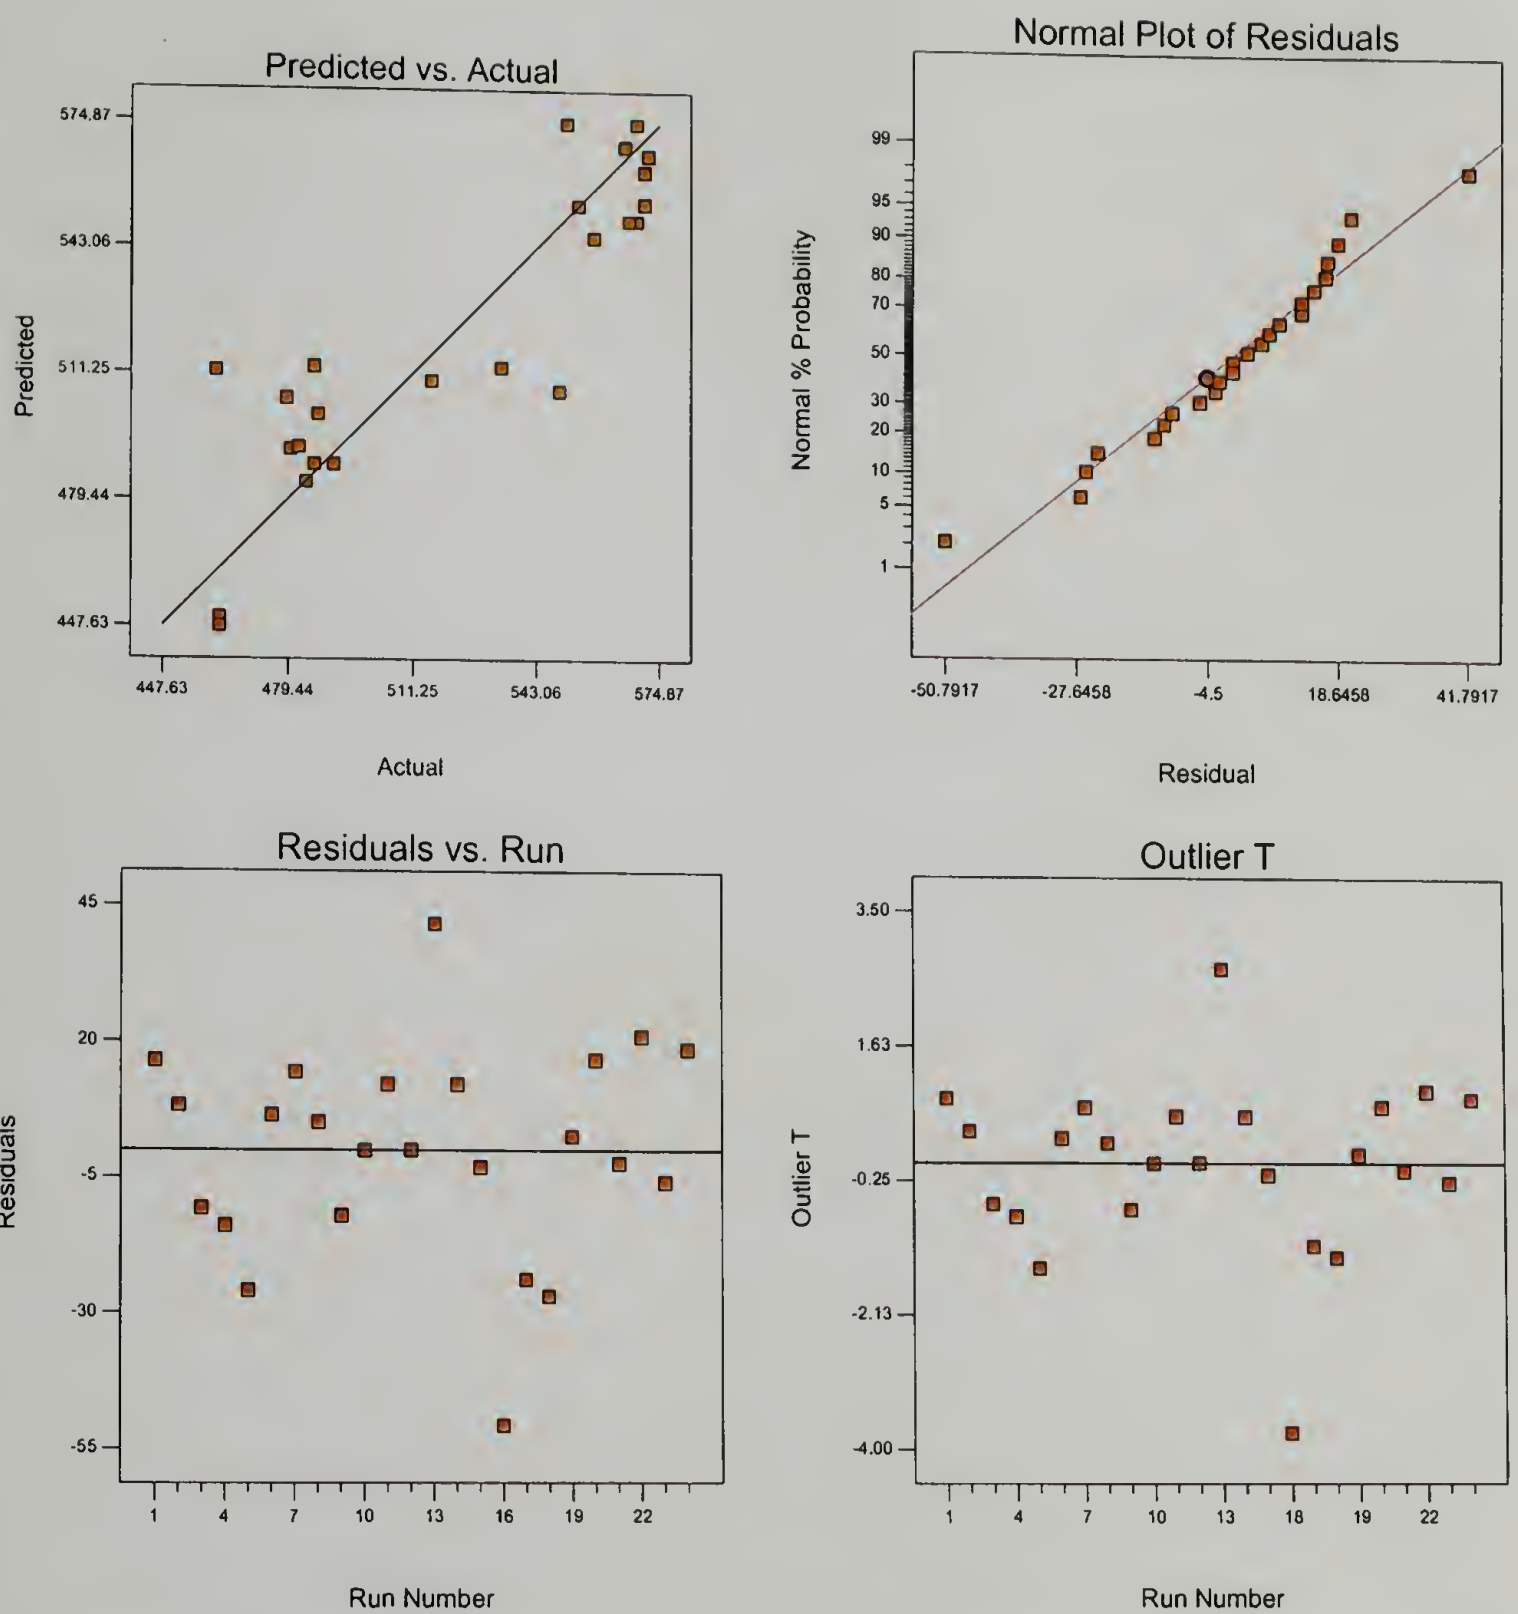 Predicted vs. Actual
574.87
543.06
511.25
479.44
447.63
447.63 479.44 511.25 543.06 574.87
Predicted
Actual
Normal Plot of Residuals
99
95
90
80
70
50
30
20
10
5
1
-50.7917 -27.6458 -4.5 18.6458 41.7917
Normal % Probability
Residual
Residuals vs. Run
45
20
-5
-30
-55
1 4 7 10 13 16 19 22
Residuals
Run Number
Outlier T
3.50
1.63
-0.25
-2.13
-4.00
1 4 7 10 13 18 19 22
Outlier T
Run Number